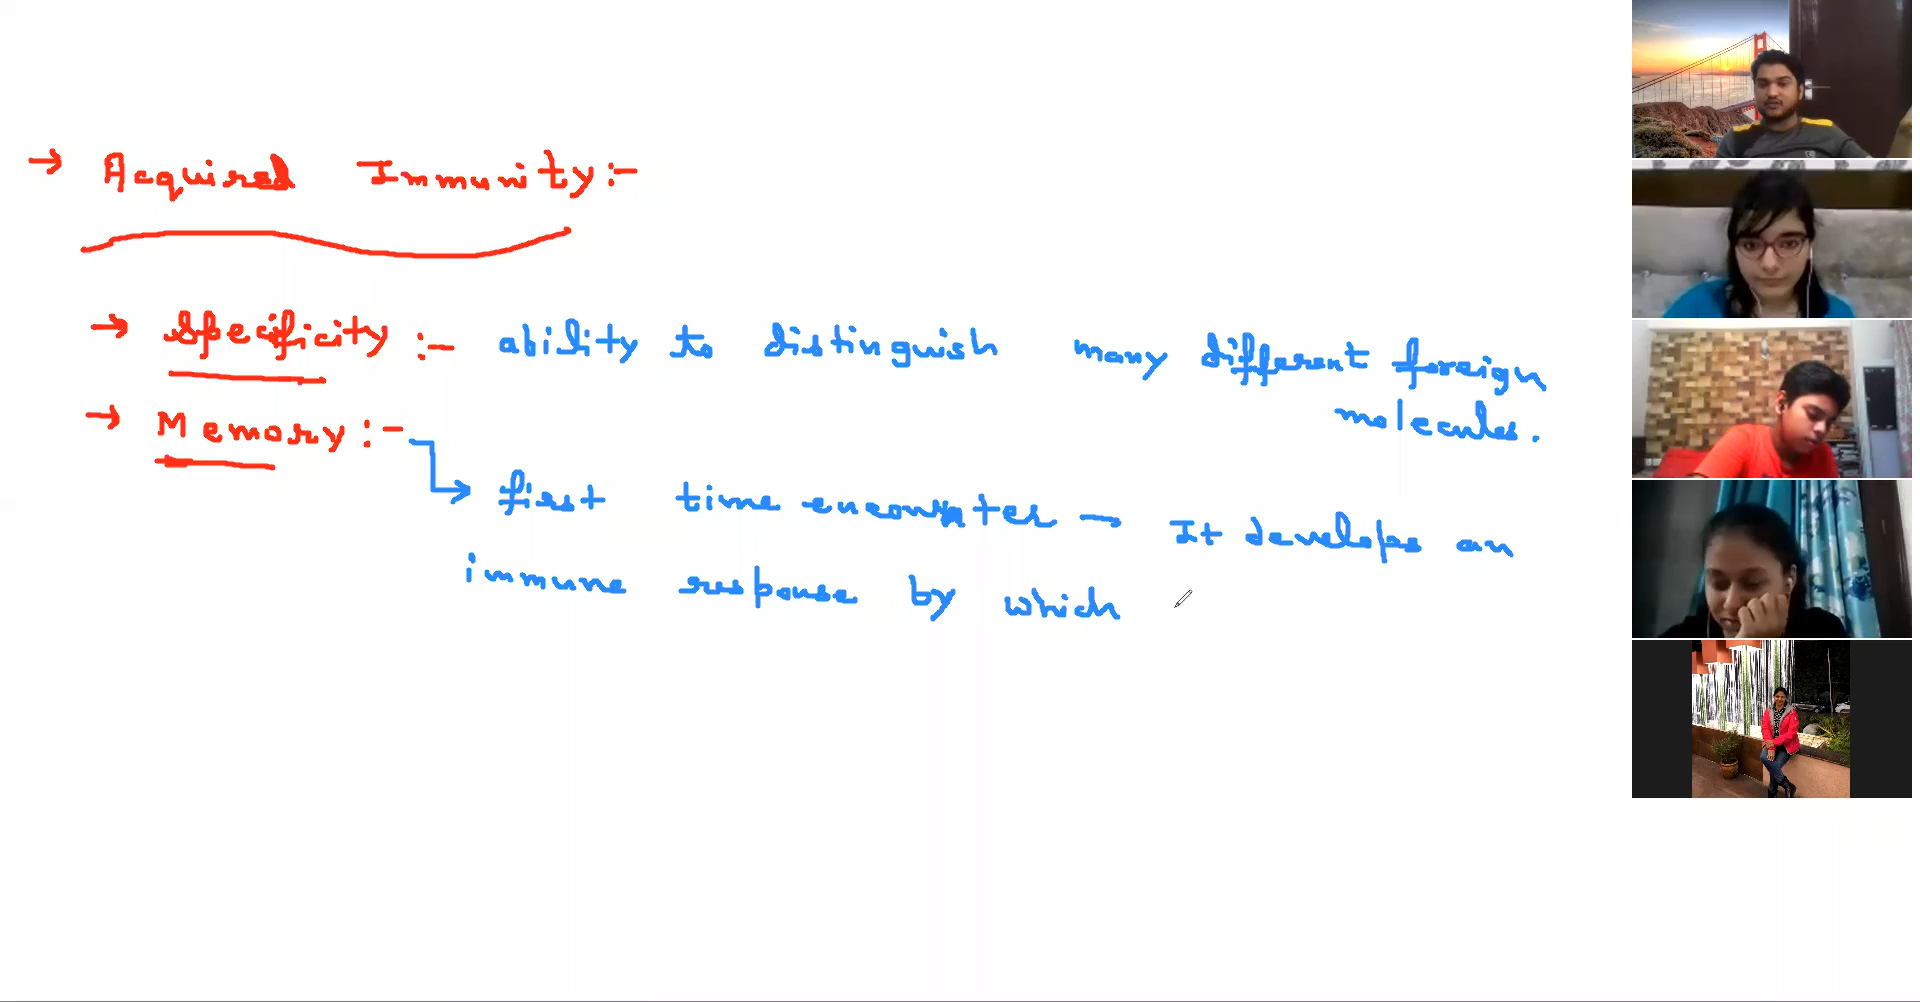 → Acquired Immunity:-
→ Specificity :- ability to distinguish many different foreign
molecules.
→ Memory:-
first time encounter – It develops an
immune response by which